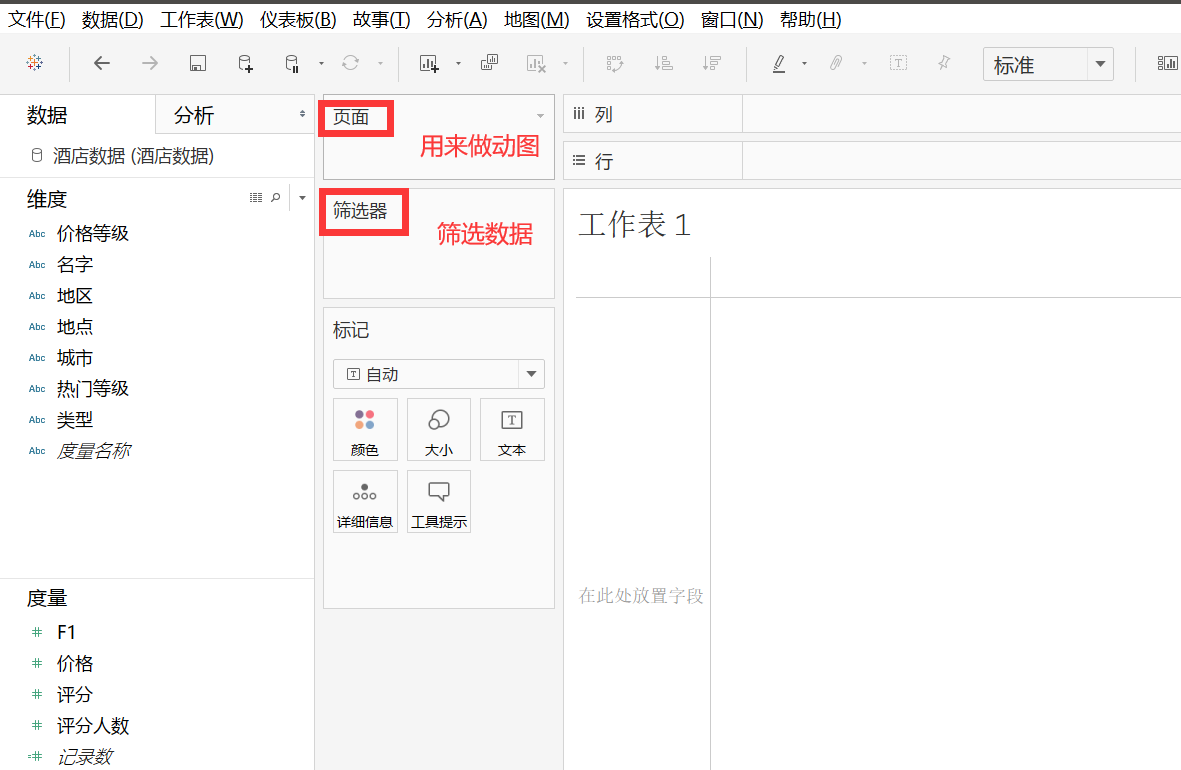 文件(F) 数据(D) 工作表(W) 仪表板(B) 故事(T) 分析(A) 地图(M) 设置格式(O) 窗口(N) 帮助(H)
标准
数据 分析
酒店数据 (酒店数据)
维度
Abc 价格等级
Abc 名字
Abc 地区
Abc 地点
Abc 城市
Abc 热门等级
Abc 类型
Abc 度量名称
度量
F1
价格
评分
评分人数
记录数
页面
用来做动图
筛选器
筛选数据
标记
自动
颜色 大小 文本
详细信息 工具提示
列
行
工作表 1
在此处放置字段